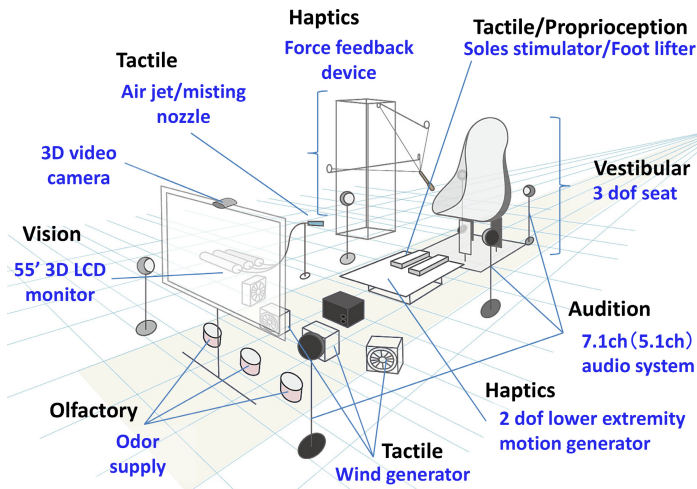 Haptics
Force feedback
device
Tactile/Proprioception
Soles stimulator/Foot lifter
Tactile
Air jet/misting
nozzle
3D video
camera
Vestibular
3 dof seat
Vision
55’ 3D LCD
monitor
Audition
7.1ch(5.1ch)
audio system
Haptics
2 dof lower extremity
motion generator
Olfactory
Odor
supply
Tactile
Wind generator